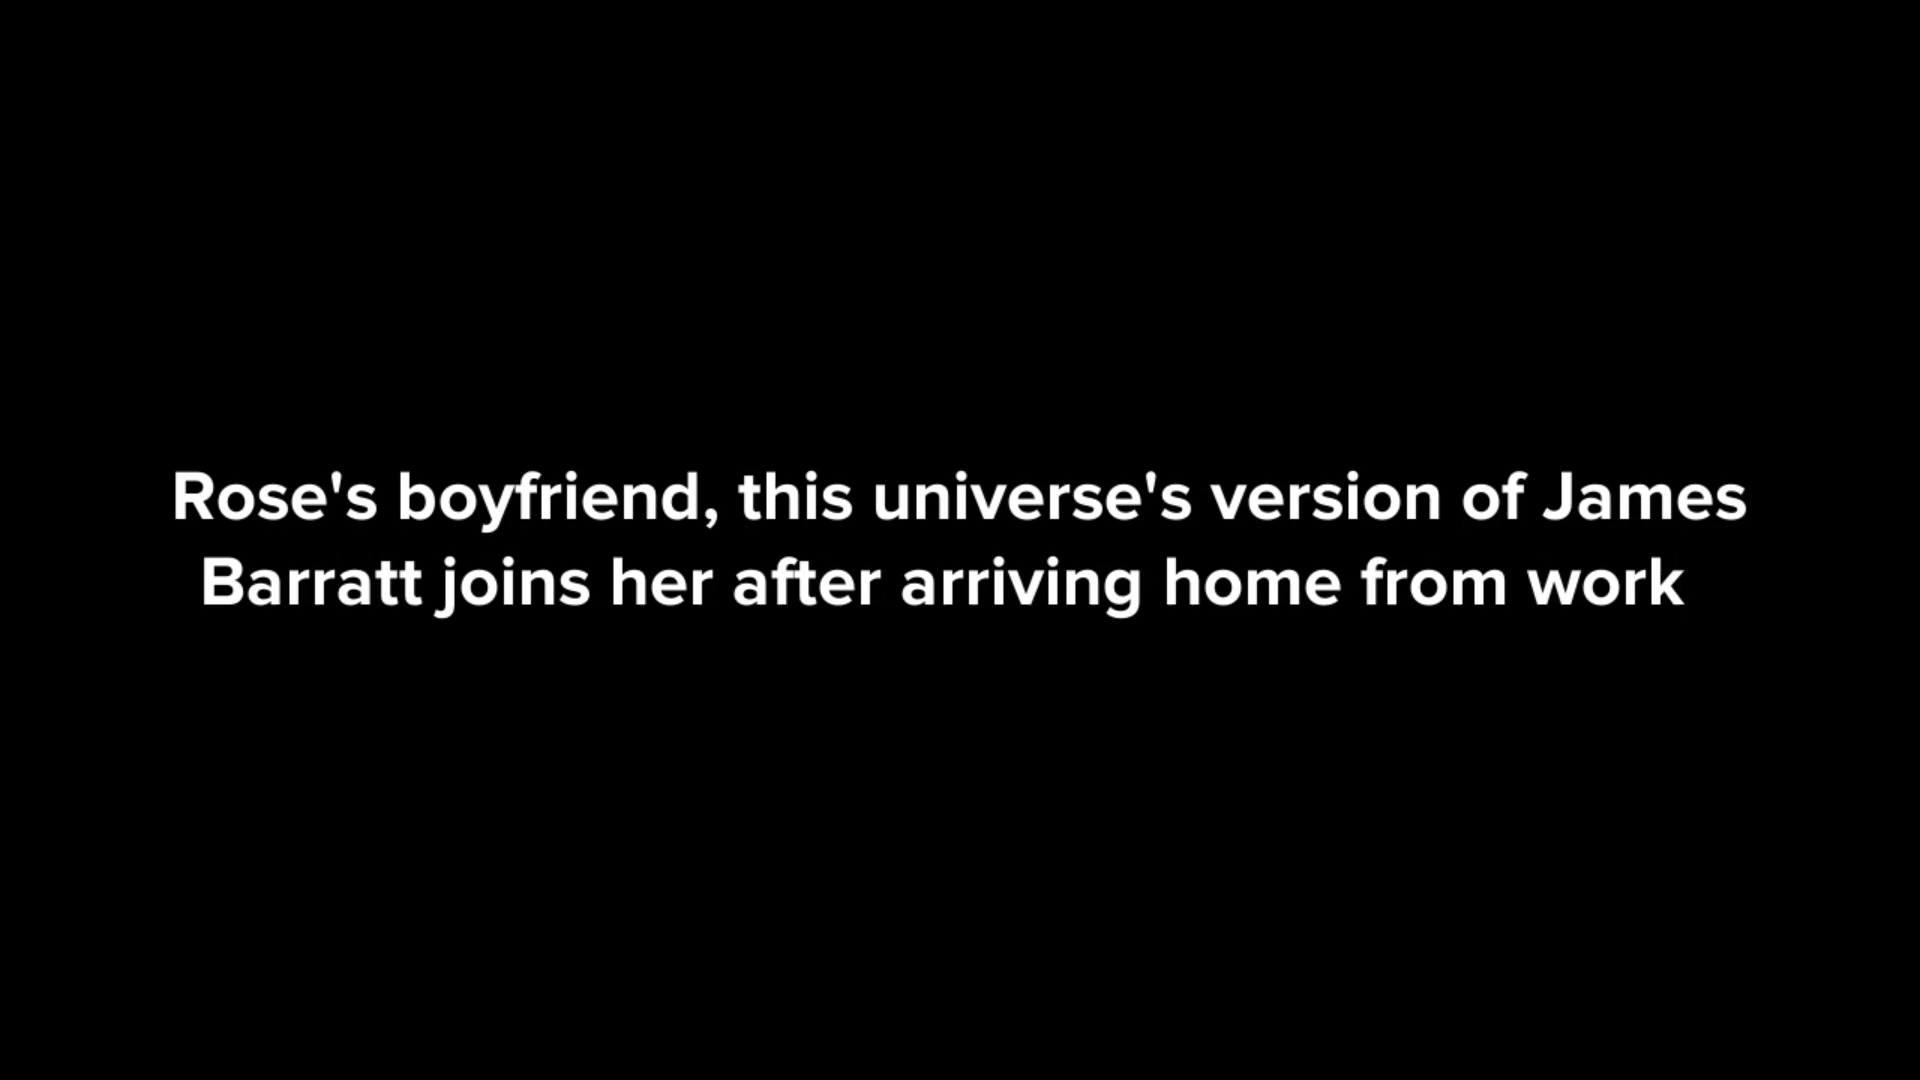 Rose's boyfriend, this universe's version of James
Barratt joins her after arriving home from work